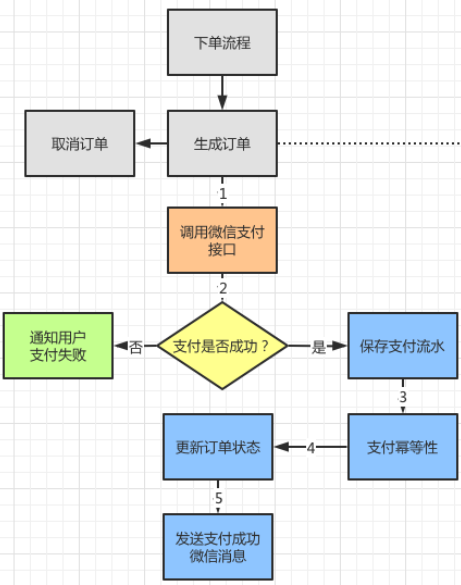 下单流程
取消订单
生成订单
1
调用微信支付
接口
2
通知用户
支付失败
否
支付是否成功？
是
保存支付流水
3
更新订单状态
4
支付幂等性
5
发送支付成功
微信消息